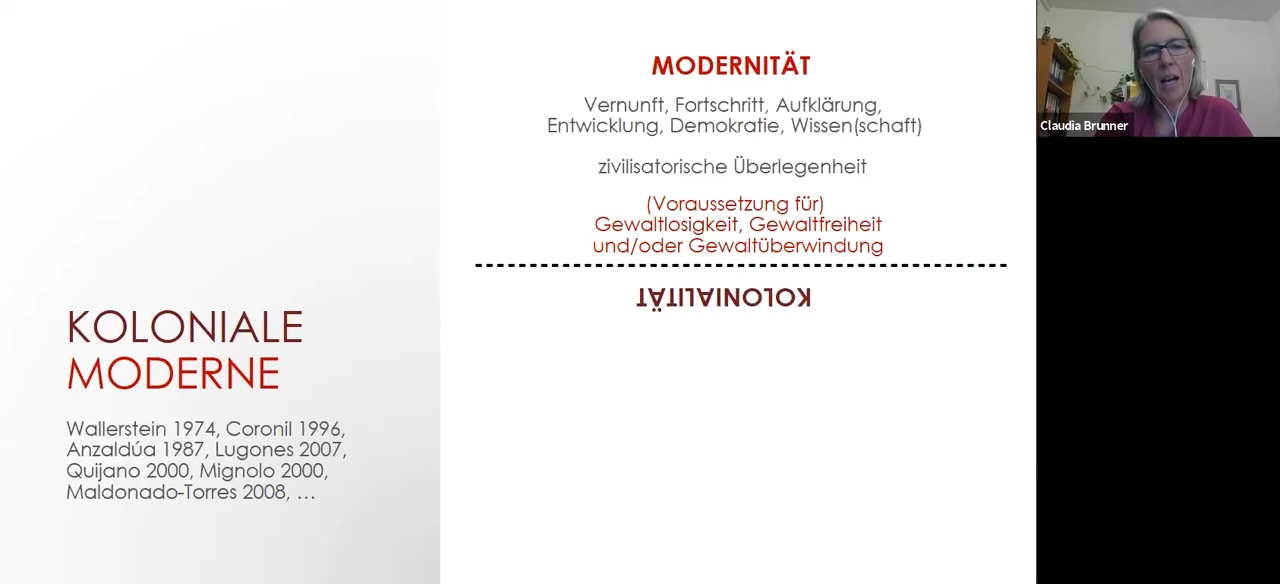 KOLONIALE
MODERNE
Wallerstein 1974, Coronil 1996,
Anzaldúa 1987, Lugones 2007,
Quijano 2000, Mignolo 2000,
Maldonado-Torres 2008, …
MODERNITÄT
Vernunft, Fortschritt, Aufklärung,
Entwicklung, Demokratie, Wissen(schaft)
zivilisatorische Überlegenheit
(Voraussetzung für)
Gewaltlosigkeit, Gewaltfreiheit
und/oder Gewaltüberwindung
KOLONIALITÄT
Claudia Brunner